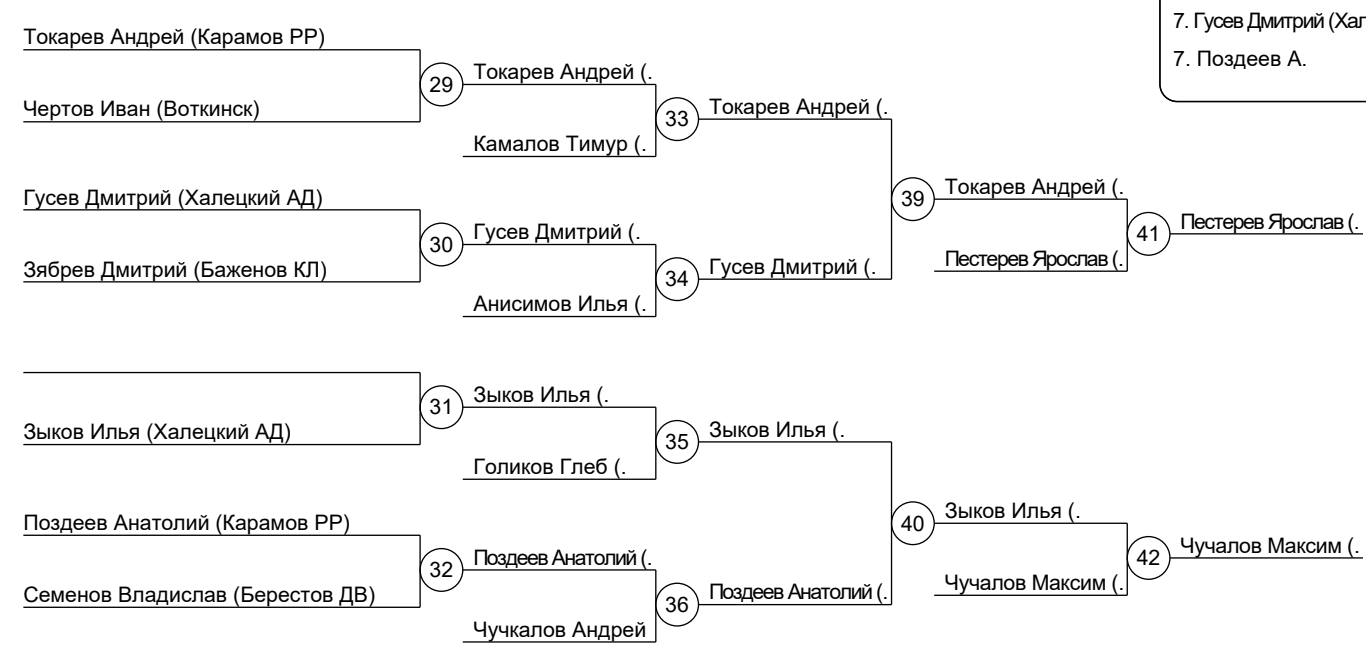 7. Гусев Дмитрий (Хал
7. Поздеев А.
Токарев Андрей (Карамов РР)
29
Токарев Андрей (.
Чертов Иван (Воткинск)
33
Токарев Андрей (.
Камалов Тимур (.
39
Токарев Андрей (.
Гусев Дмитрий (Халецкий АД)
30
Гусев Дмитрий (.
41
Пестерев Ярослав (.
Зябрев Дмитрий (Баженов КЛ)
34
Гусев Дмитрий (.
Пестерев Ярослав (.
Анисимов Илья (.
31
Зыков Илья (.
Зыков Илья (Халецкий АД)
35
Зыков Илья (.
Голиков Глеб (.
40
Зыков Илья (.
Поздеев Анатолий (Карамов РР)
32
Поздеев Анатолий (.
42
Чучалов Максим (.
Семенов Владислав (Берестов ДВ)
36
Поздеев Анатолий (.
Чучалов Максим (.
Чучкалов Андрей